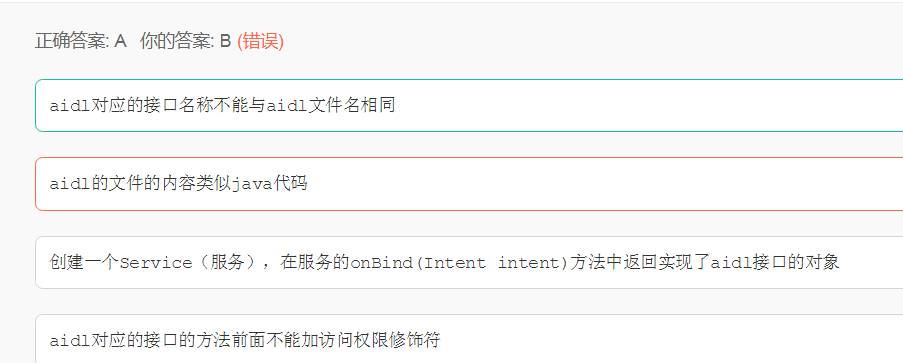 正确答案: A 你的答案: B (错误)
aidl对应的接口名称不能与aidl文件名相同
aidl的文件的内容类似java代码
创建一个Service（服务），在服务的onBind(Intent intent)方法中返回实现了aidl接口的对象
aidl对应的接口的方法前面不能加访问权限修饰符